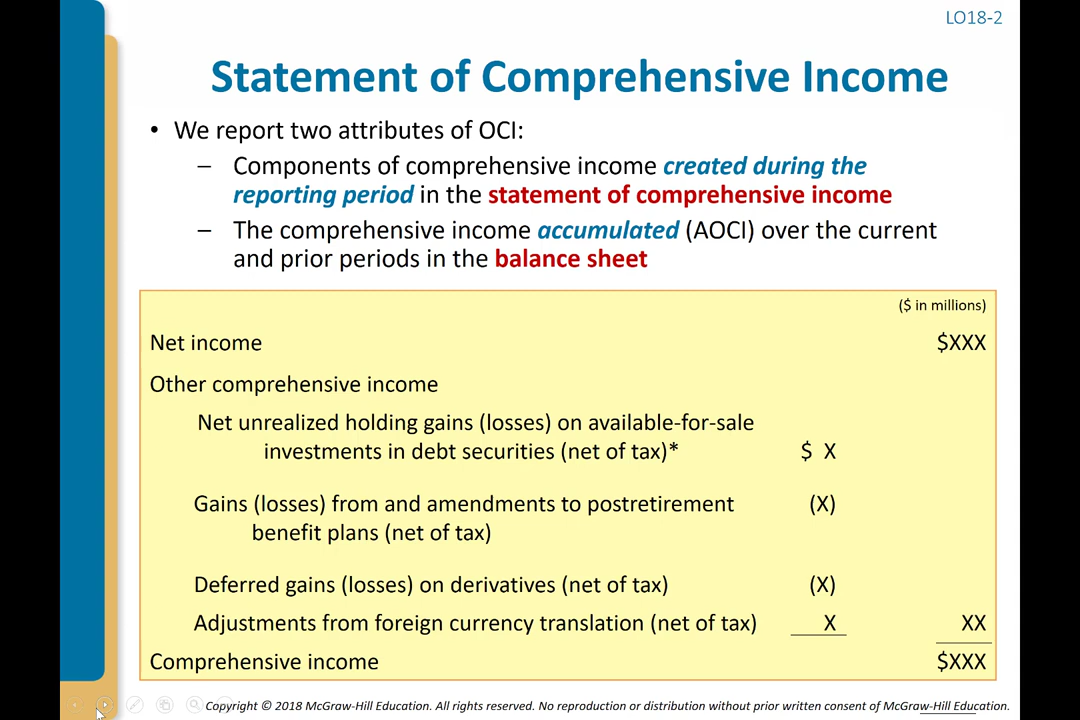 LO18-2
Statement of Comprehensive Income
• We report two attributes of OCI:
– Components of comprehensive income created during the
reporting period in the statement of comprehensive income
– The comprehensive income accumulated (AOCI) over the current
and prior periods in the balance sheet
($ in millions)
Net income $XXX
Other comprehensive income
Net unrealized holding gains (losses) on available-for-sale
investments in debt securities (net of tax)* $ X
Gains (losses) from and amendments to postretirement (X)
benefit plans (net of tax)
Deferred gains (losses) on derivatives (net of tax) (X)
Adjustments from foreign currency translation (net of tax) X XX
Comprehensive income $XXX
Copyright © 2018 McGraw-Hill Education. All rights reserved. No reproduction or distribution without prior written consent of McGraw-Hill Education.